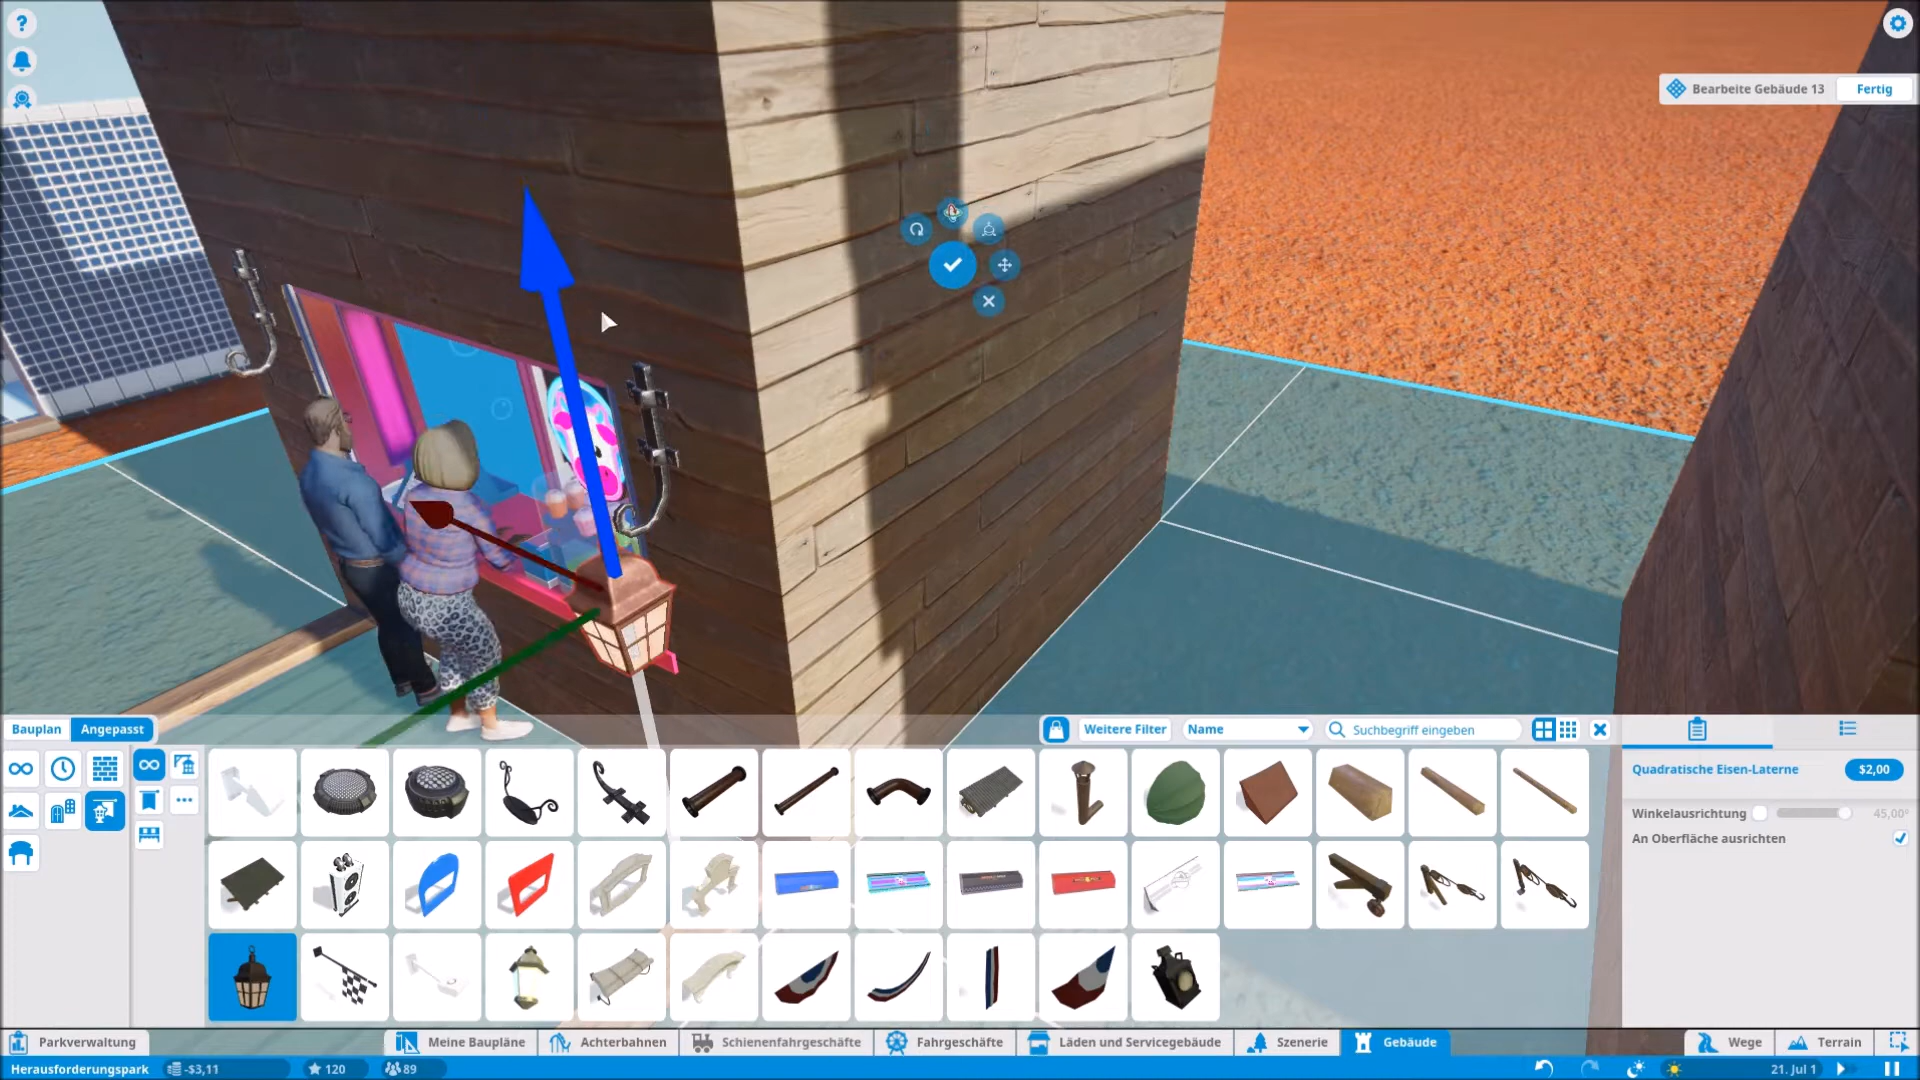 Bearbeite Gebäude 13
Fertig
Bauplan
Angepasst
Weitere Filter
Name
Suchbegriff eingeben
Quadratische Eisen-Laterne
$2,00
Winkelausrichtung
45,00°
An Oberfläche ausrichten
Parkverwaltung
Meine Baupläne
Achterbahnen
Schienenfahrgeschäfte
Fahrgeschäfte
Läden und Servicegebäude
Szenerie
Gebäude
Wege
Terrain
Herausforderungspark
-$3,11
120
89
21. Jul 1